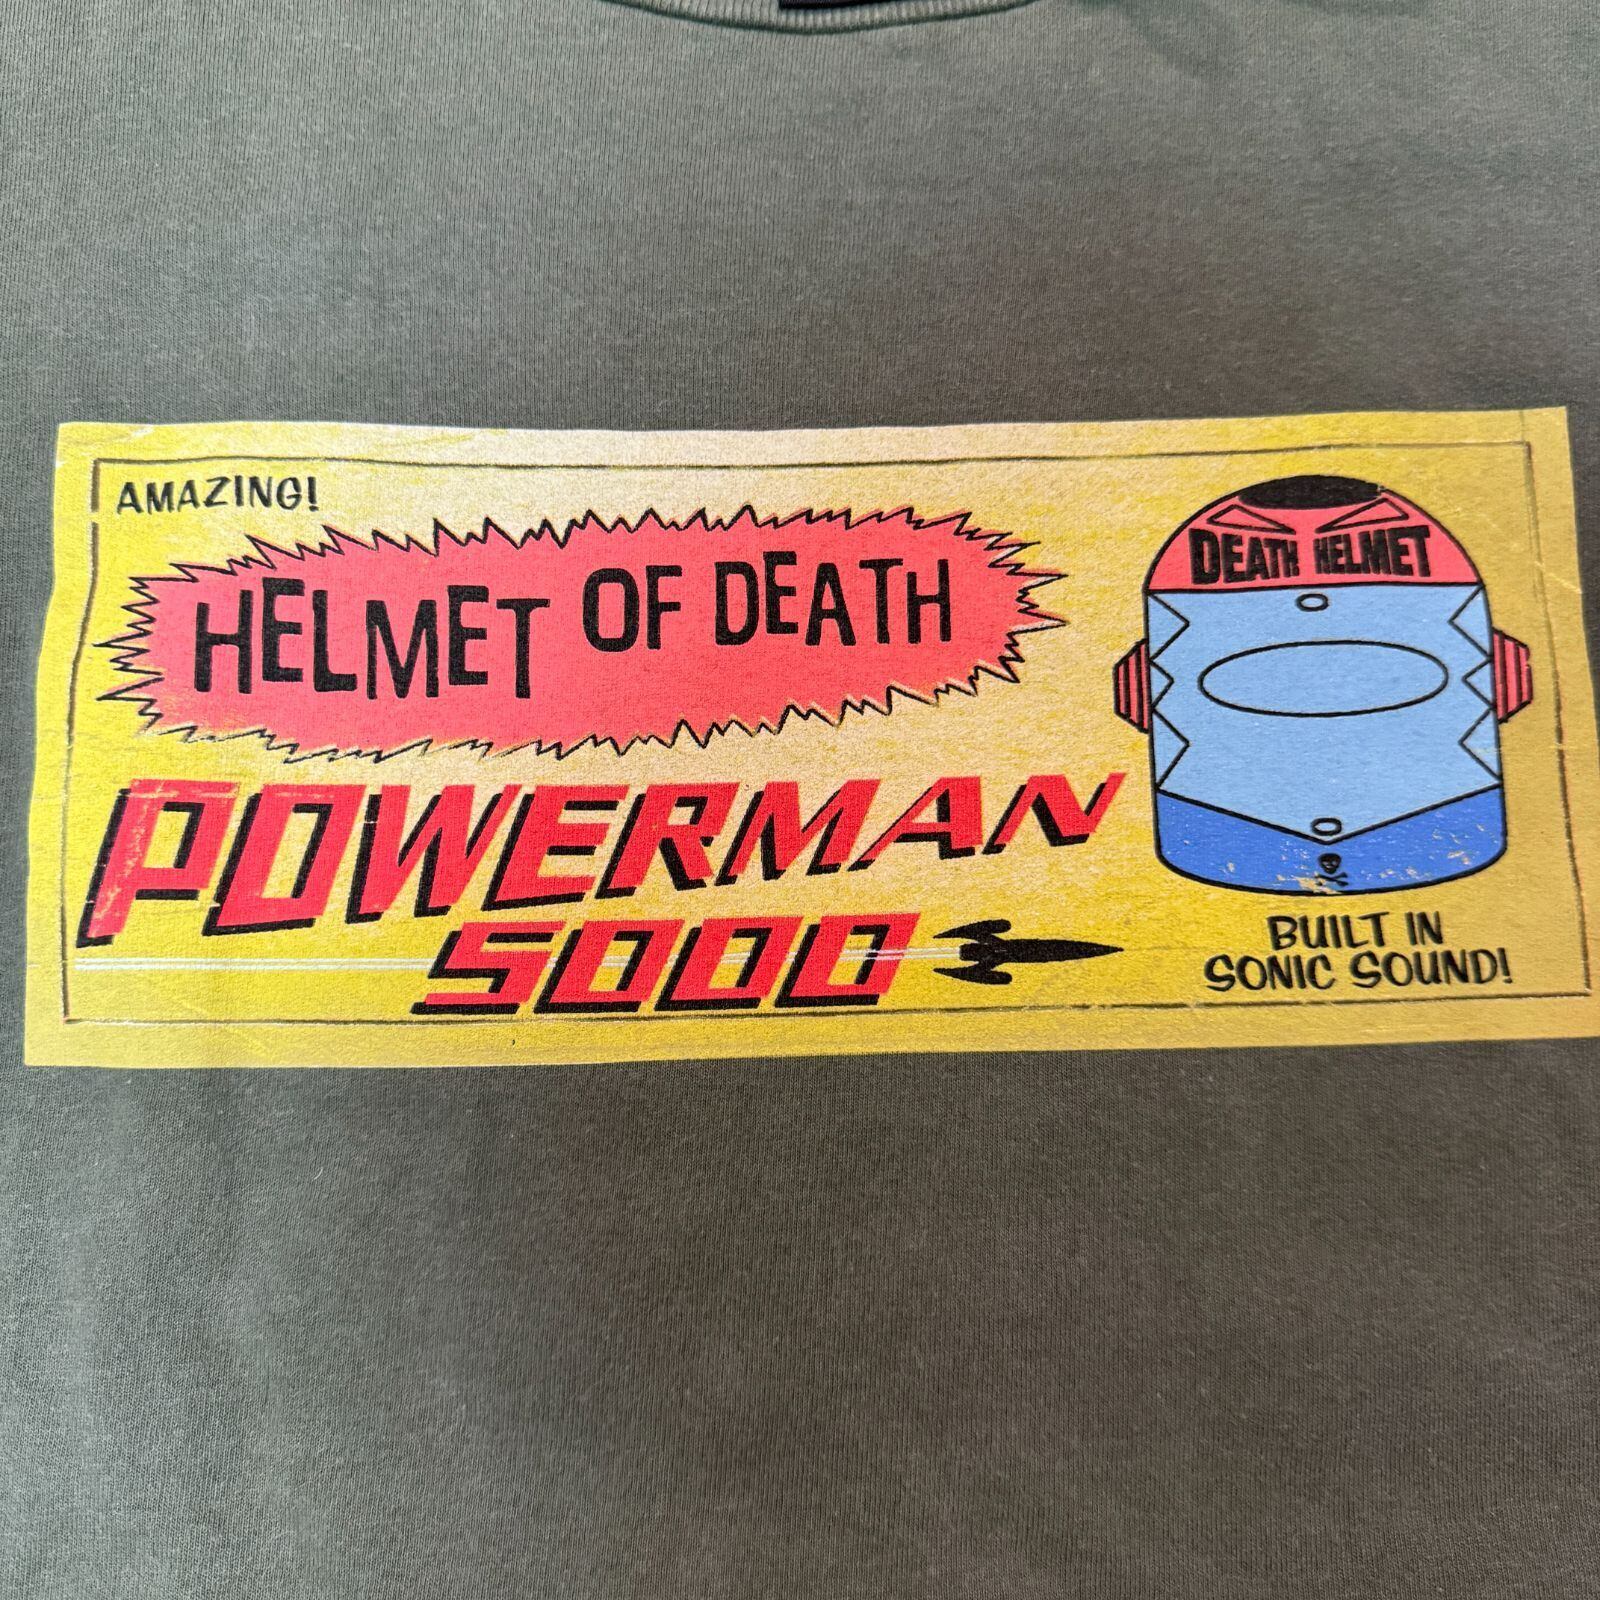 AMAZING!
HELMET OF DEATH
POWERMAN
5000
DEATH HELMET
BUILT IN
SONIC SOUND!